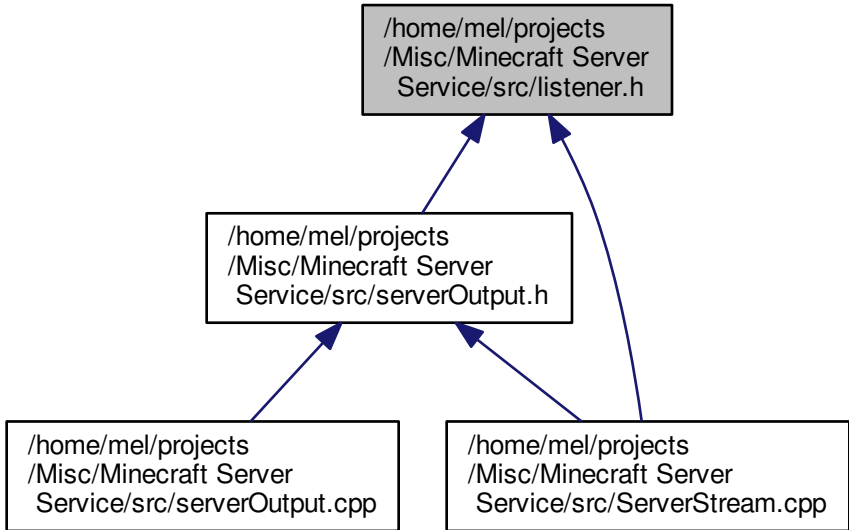 /home/mel/projects
/Misc/Minecraft Server
Service/src/listener.h
/home/mel/projects
/Misc/Minecraft Server
Service/src/serverOutput.h
/home/mel/projects
/Misc/Minecraft Server
Service/src/serverOutput.cpp
/home/mel/projects
/Misc/Minecraft Server
Service/src/ServerStream.cpp